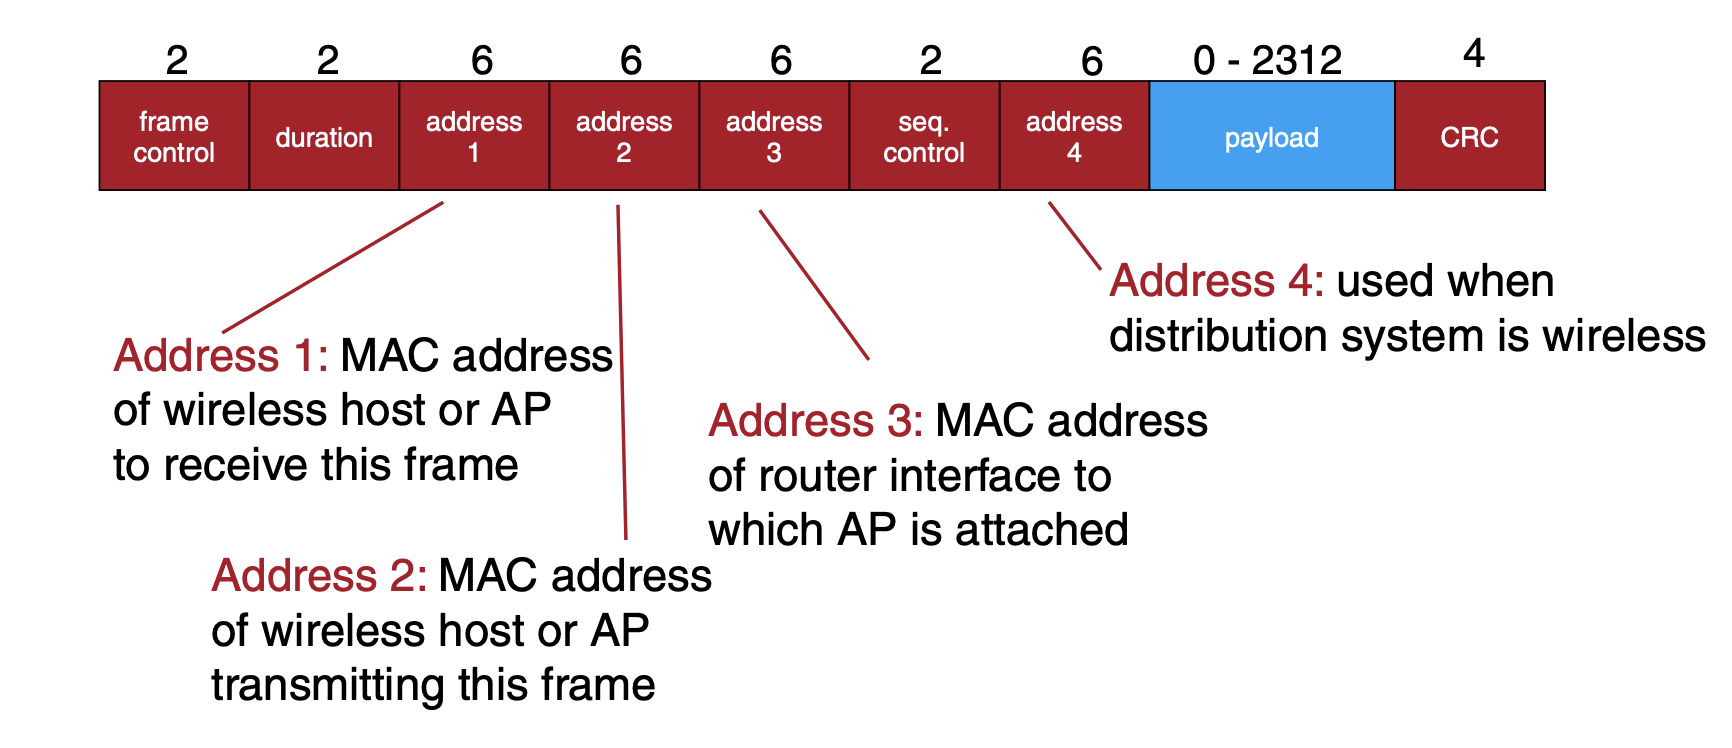 2 2 6 6 6 2 6 0 - 2312 4
frame control
duration
address 1
address 2
address 3
seq. control
address 4
payload
CRC
Address 1: MAC address
of wireless host or AP
to receive this frame
Address 2: MAC address
of wireless host or AP
transmitting this frame
Address 3: MAC address
of router interface to
which AP is attached
Address 4: used when
distribution system is wireless